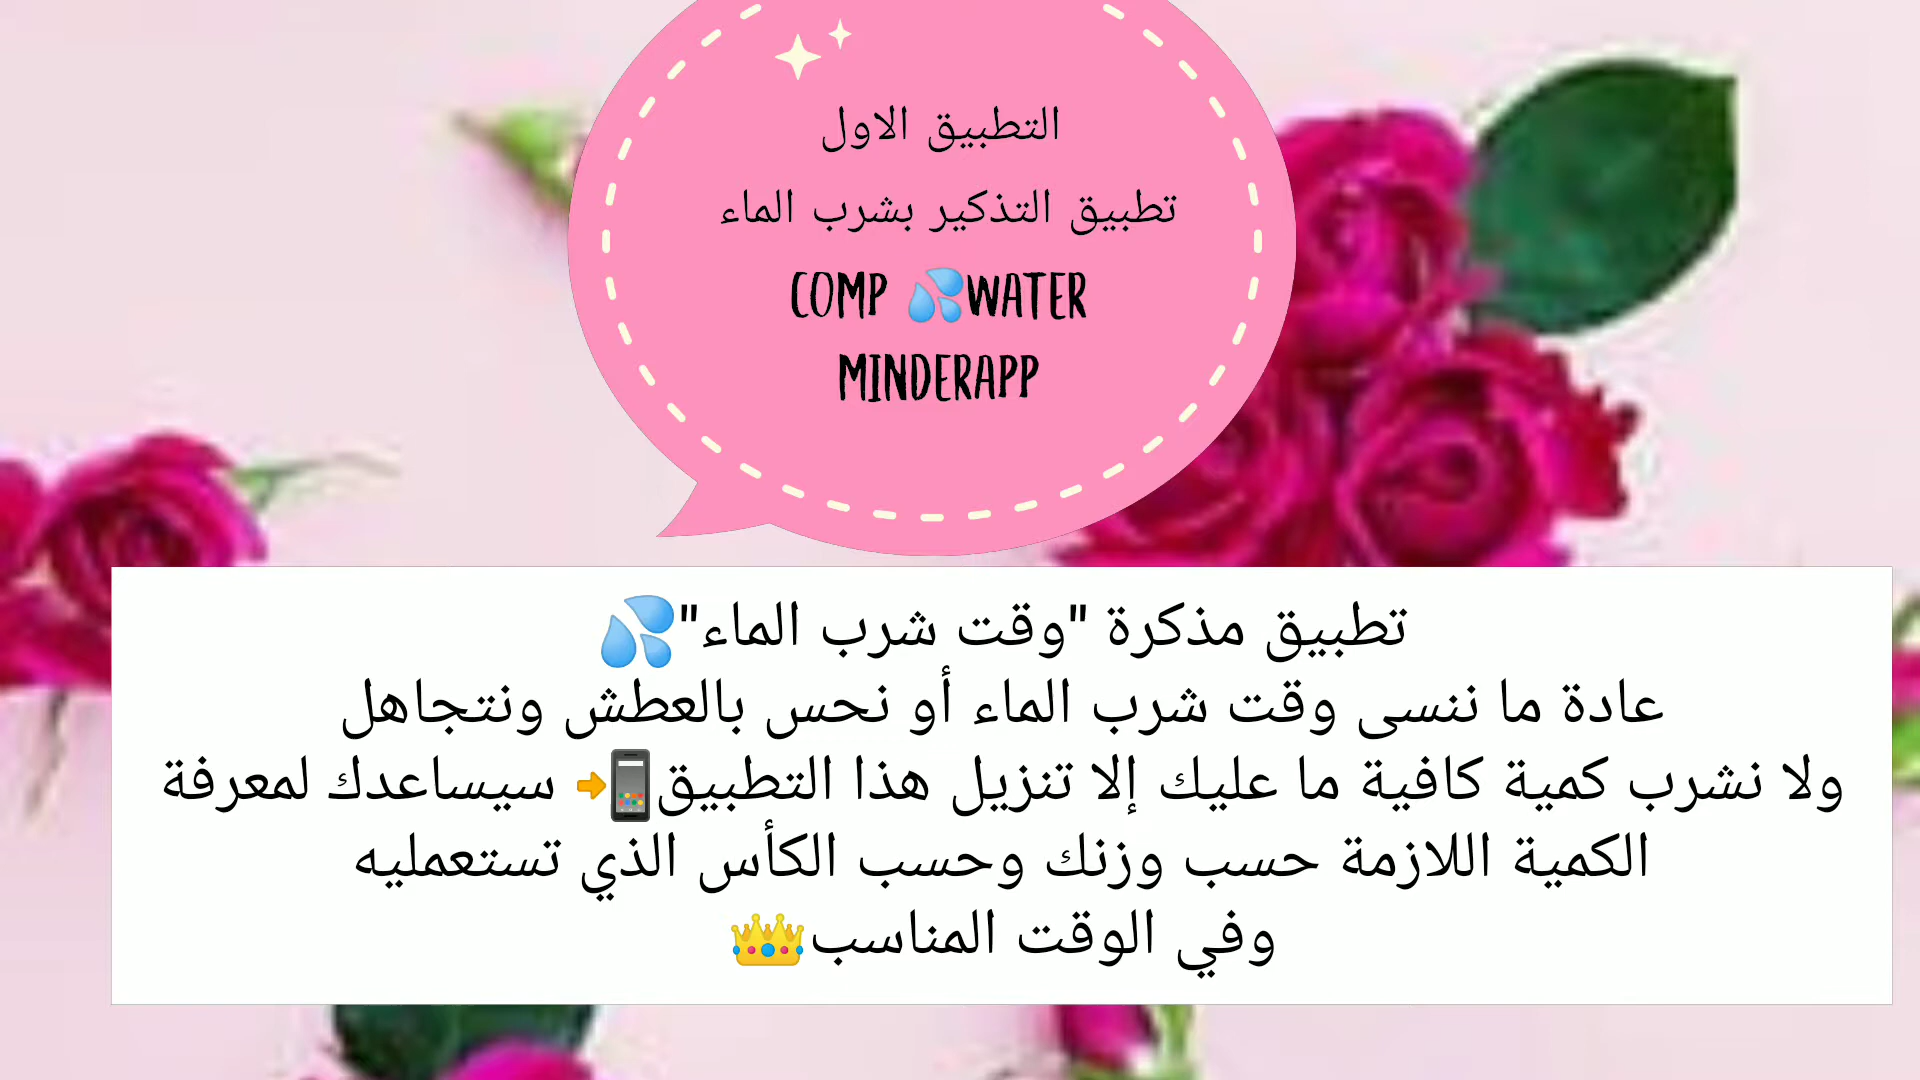 التطبيق الاول
تطبيق التذكير بشرب الماء
COMP 💦WATER
MINDERAPP
تطبيق مذكرة "وقت شرب الماء"💦
عادة ما ننسى وقت شرب الماء أو نحس بالعطش ونتجاهل
ولا نشرب كمية كافية ما عليك إلا تنزيل هذا التطبيق📲 سيساعدك لمعرفة
الكمية اللازمة حسب وزنك وحسب الكأس الذي تستعمليه
وفي الوقت المناسب👑